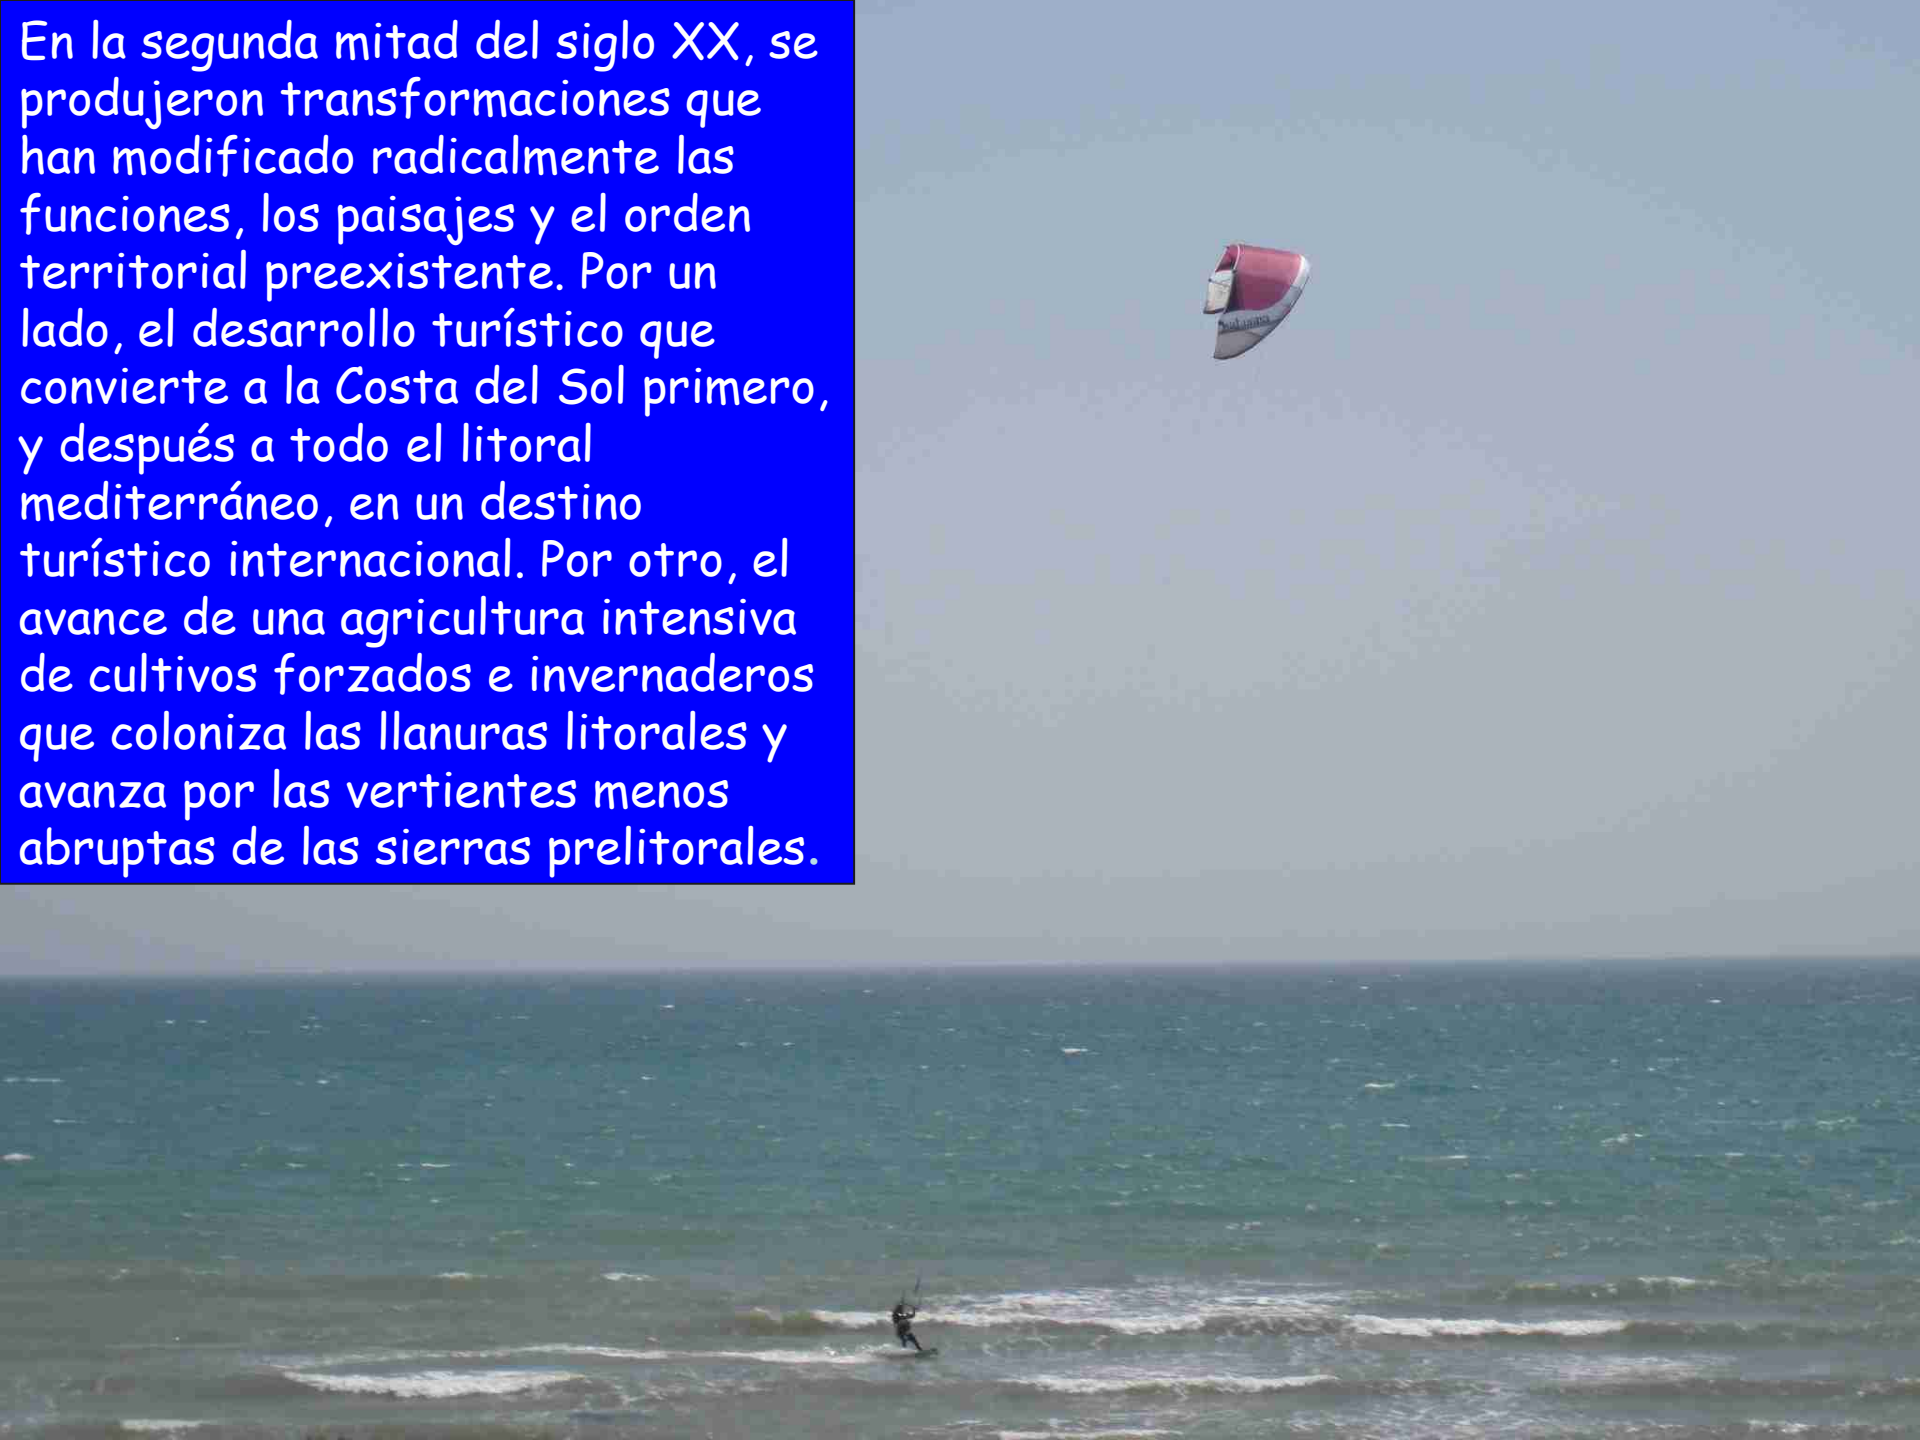 En la segunda mitad del siglo XX, se
produjeron transformaciones que
han modificado radicalmente las
funciones, los paisajes y el orden
territorial preexistente. Por un
lado, el desarrollo turístico que
convierte a la Costa del Sol primero,
y después a todo el litoral
mediterráneo, en un destino
turístico internacional. Por otro, el
avance de una agricultura intensiva
de cultivos forzados e invernaderos
que coloniza las llanuras litorales y
avanza por las vertientes menos
abruptas de las sierras prelitorales.